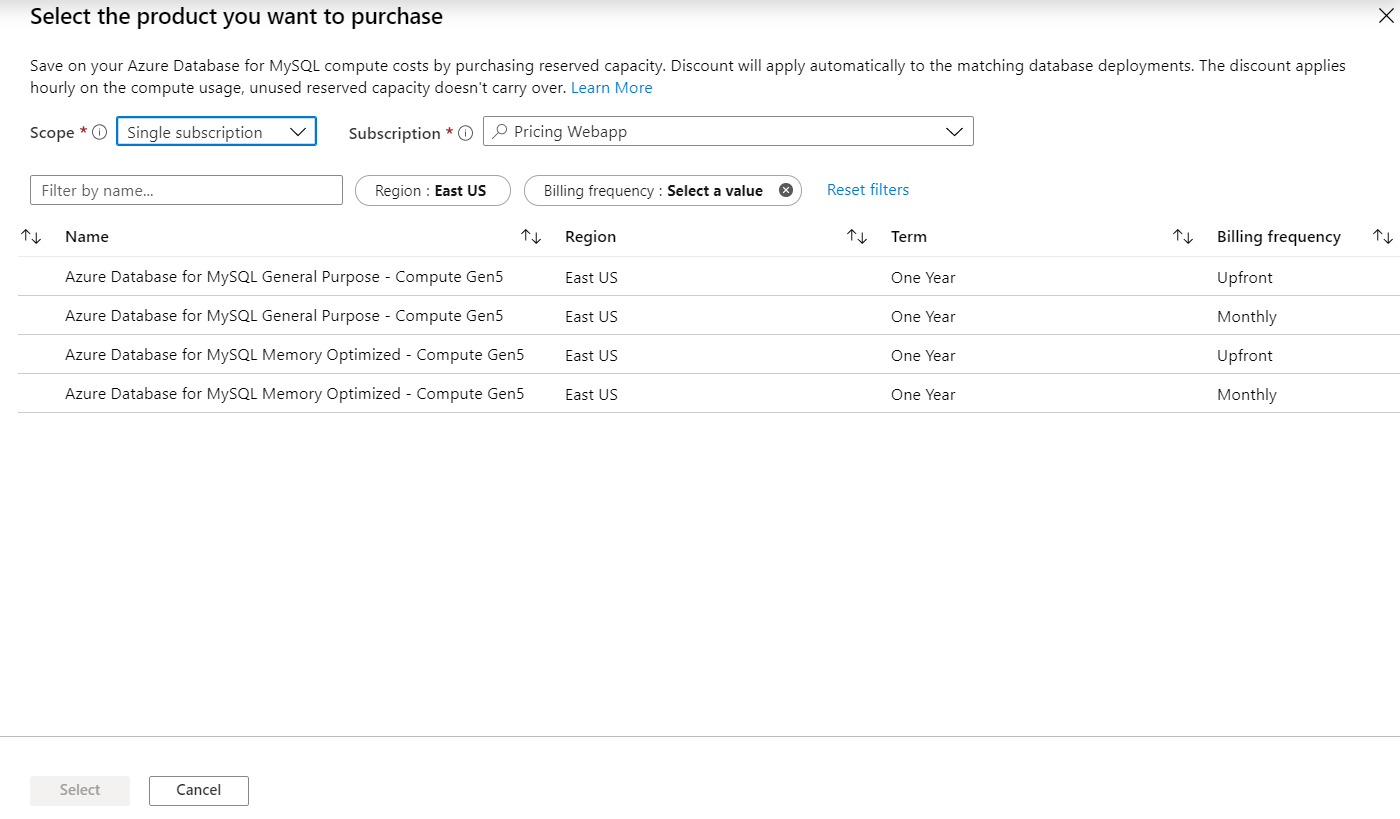 Select the product you want to purchase
Save on your Azure Database for MySQL compute costs by purchasing reserved capacity. Discount will apply automatically to the matching database deployments. The discount applies
hourly on the compute usage, unused reserved capacity doesn't carry over. Learn More
Scope * Single subscription Subscription * Pricing Webapp
Filter by name... Region : East US Billing frequency : Select a value Reset filters
Name Region Term Billing frequency
Azure Database for MySQL General Purpose - Compute Gen5 East US One Year Upfront
Azure Database for MySQL General Purpose - Compute Gen5 East US One Year Monthly
Azure Database for MySQL Memory Optimized - Compute Gen5 East US One Year Upfront
Azure Database for MySQL Memory Optimized - Compute Gen5 East US One Year Monthly
Select Cancel